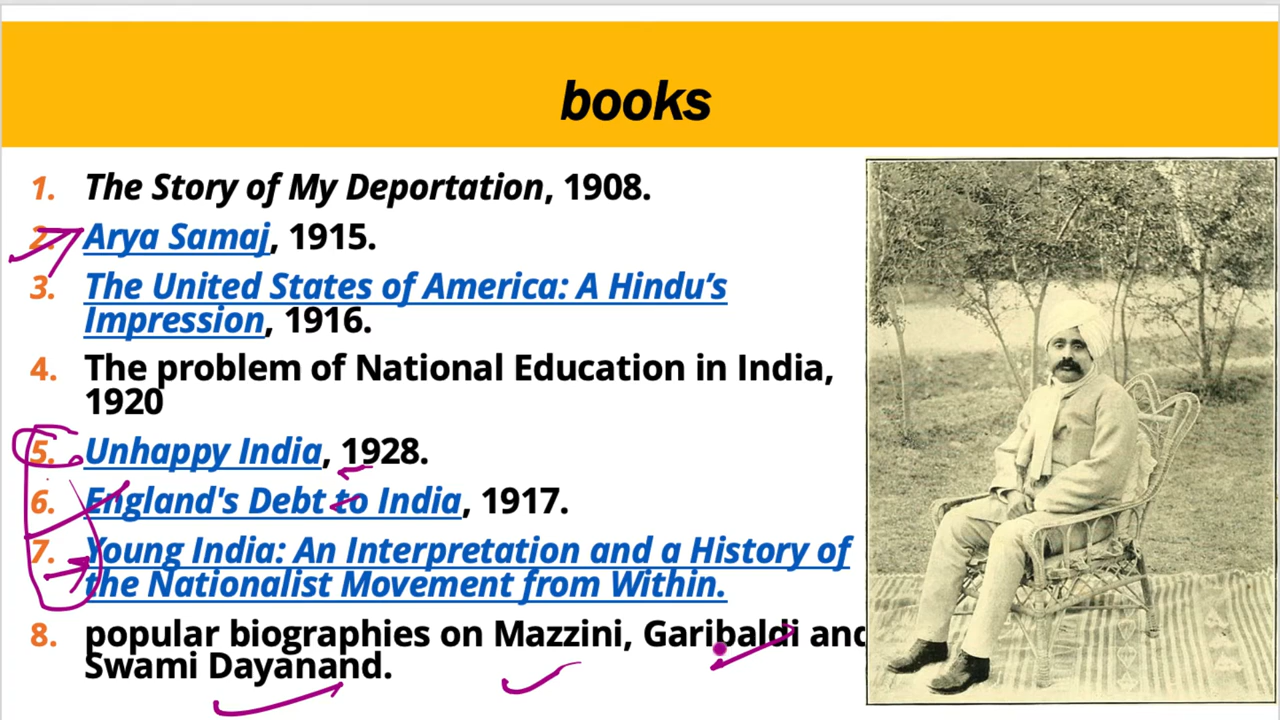 books
1. The Story of My Deportation, 1908.
2. Arya Samaj, 1915.
3. The United States of America: A Hindu’s
Impression, 1916.
4. The problem of National Education in India,
1920
5. Unhappy India, 1928.
6. England's Debt to India, 1917.
7. Young India: An Interpretation and a History of
the Nationalist Movement from Within.
8. popular biographies on Mazzini, Garibaldi and
Swami Dayanand.